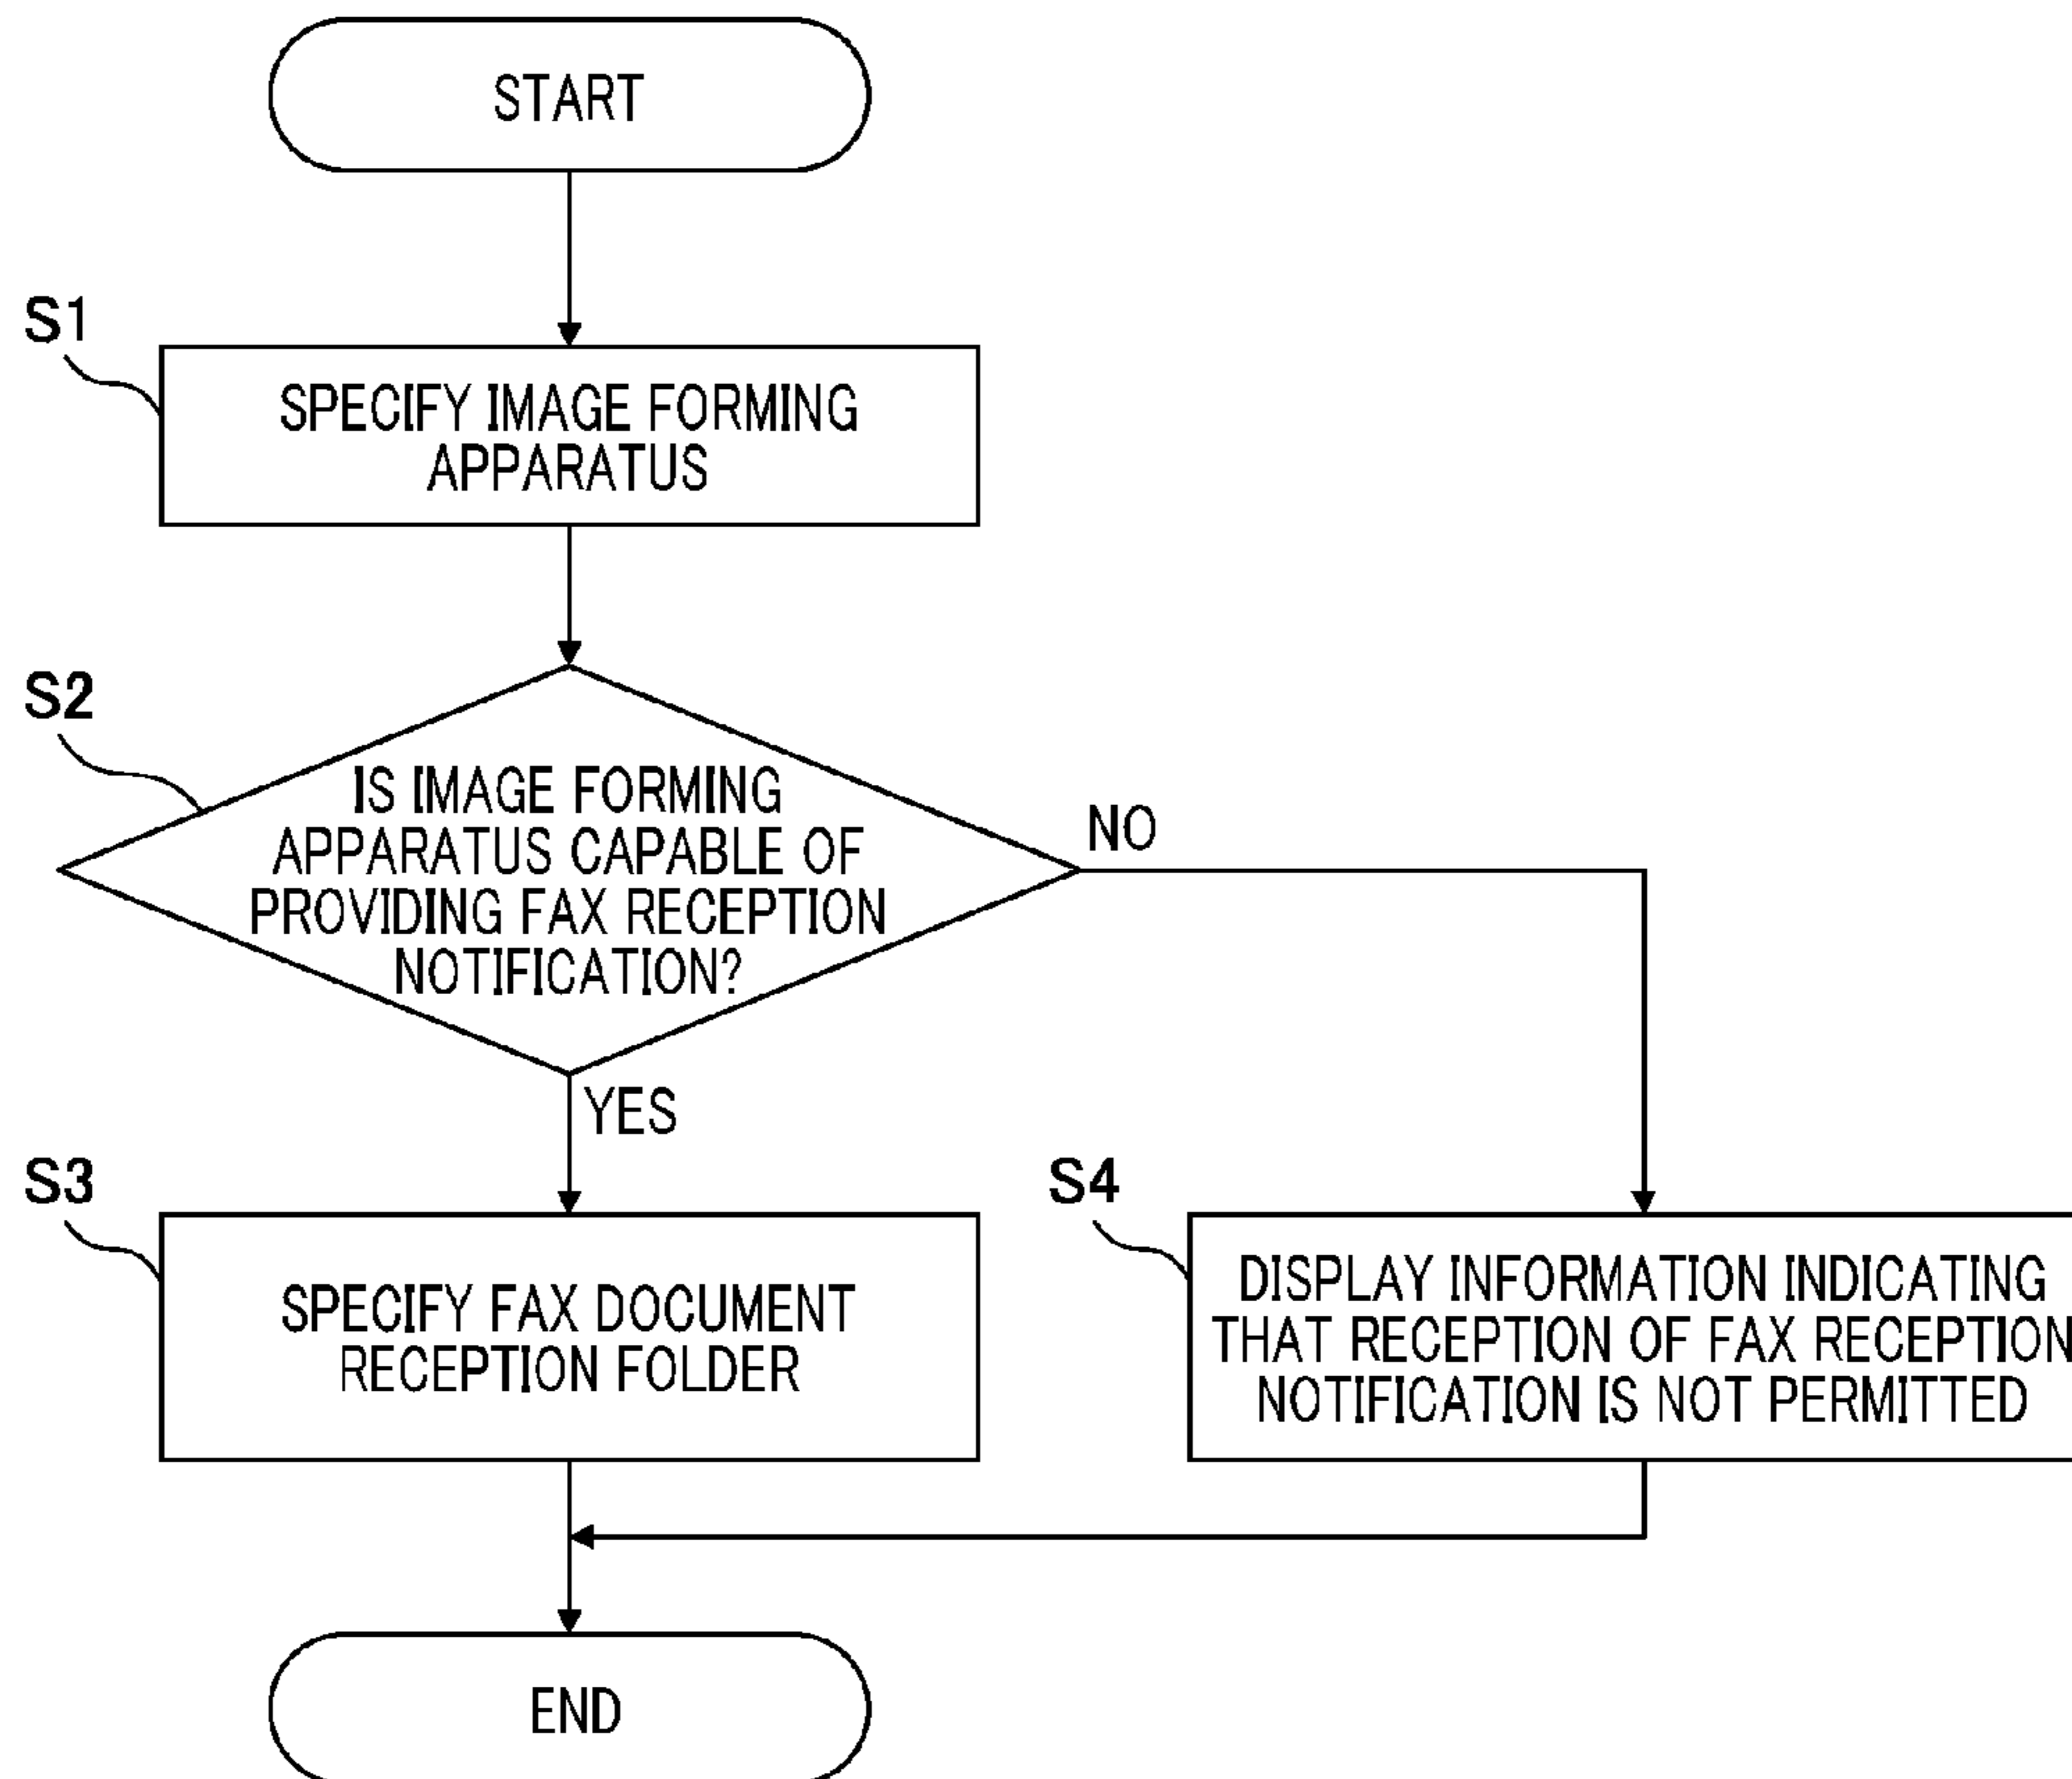 START
S1
SPECIFY IMAGE FORMING
APPARATUS
S2
IS IMAGE FORMING
APPARATUS CAPABLE OF
PROVIDING FAX RECEPTION
NOTIFICATION?
NO
YES
S3
SPECIFY FAX DOCUMENT
RECEPTION FOLDER
S4
DISPLAY INFORMATION INDICATING
THAT RECEPTION OF FAX RECEPTION
NOTIFICATION IS NOT PERMITTED
END